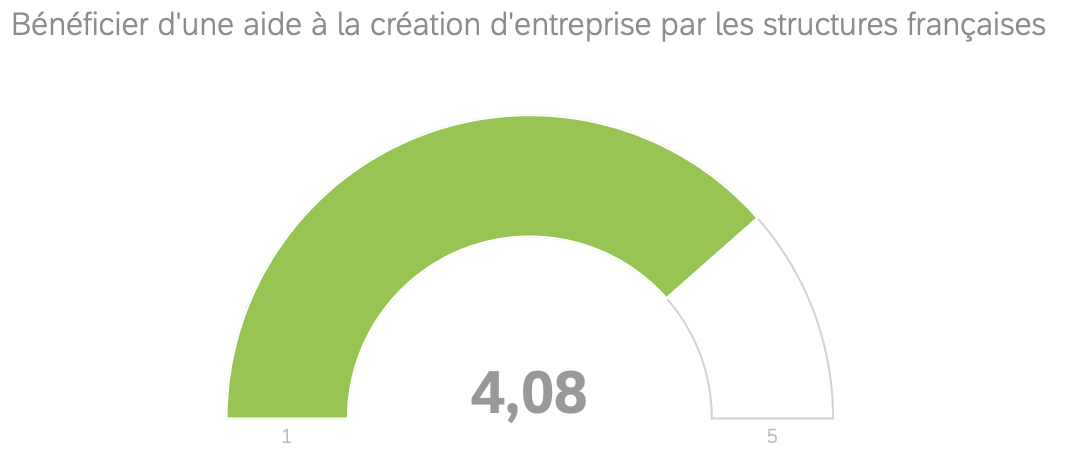 Bénéficier d'une aide à la création d'entreprise par les structures françaises
4,08
1
5